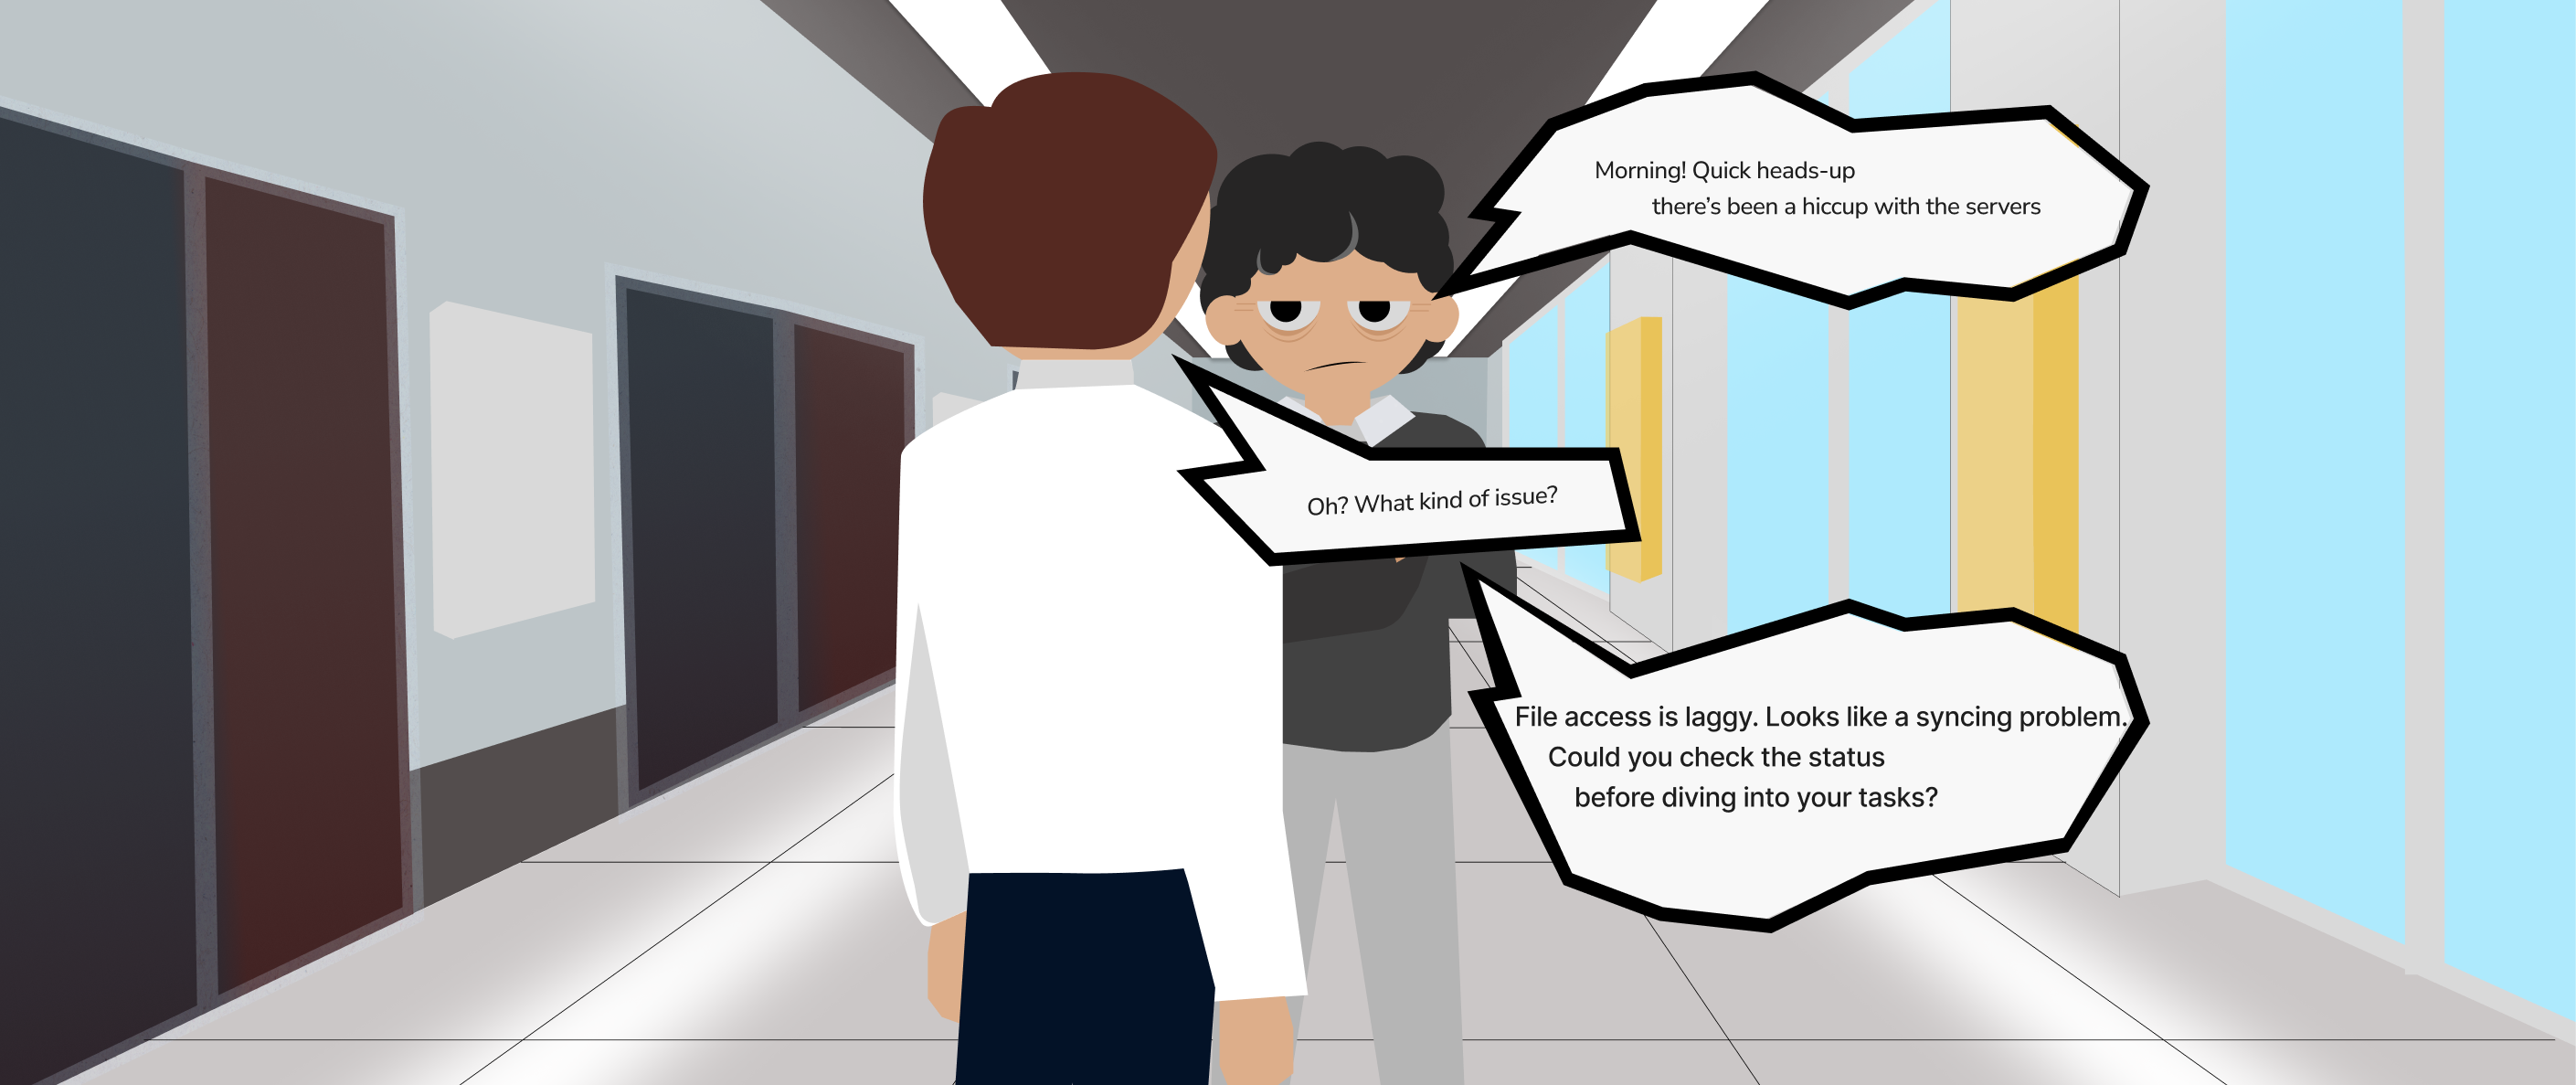 Morning! Quick heads-up
there’s been a hiccup with the servers
Oh? What kind of issue?
File access is laggy. Looks like a syncing problem.
Could you check the status
before diving into your tasks?